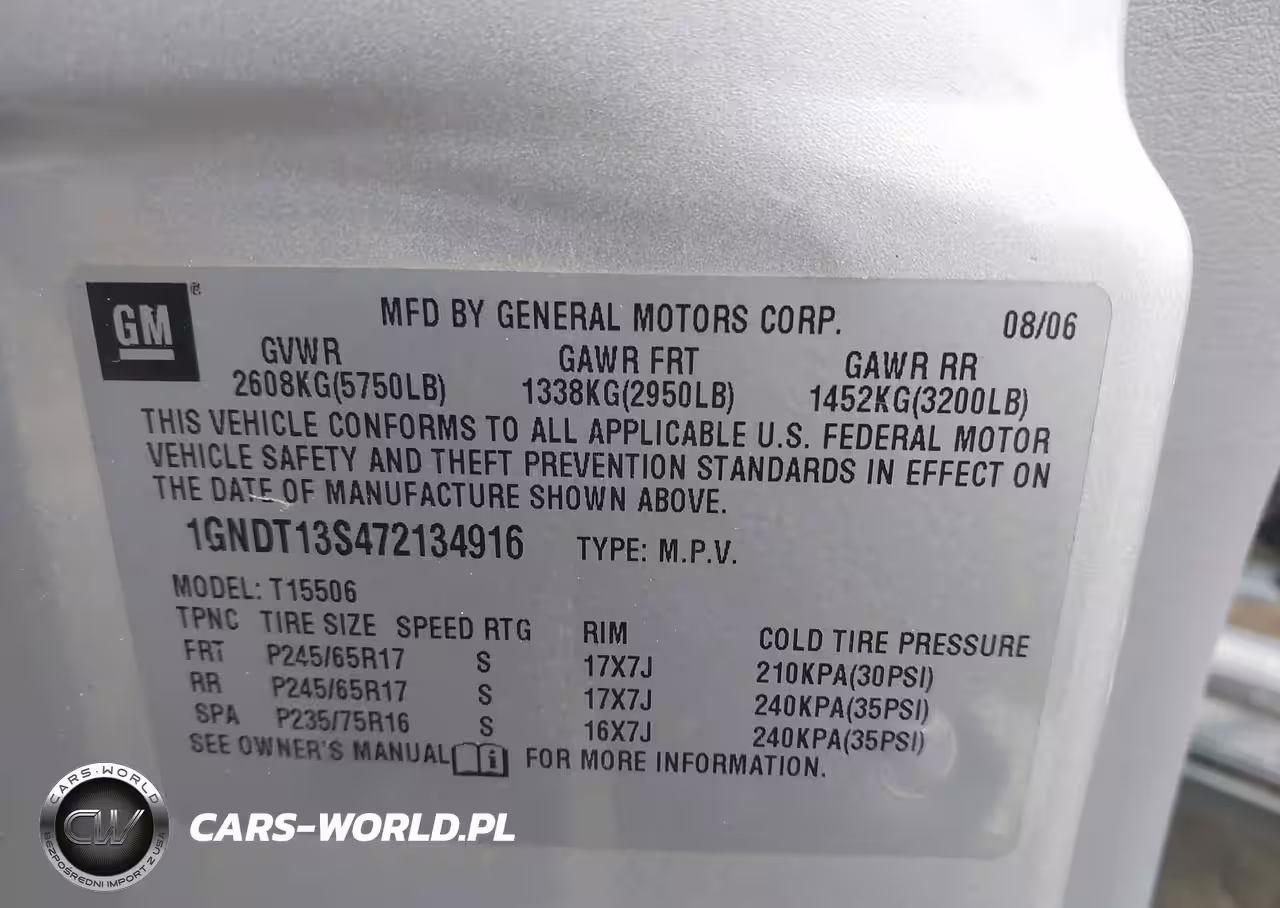 GM ®
MFD BY GENERAL MOTORS CORP. 08/06
GVWR GAWR FRT GAWR RR
2608KG(5750LB) 1338KG(2950LB) 1452KG(3200LB)
THIS VEHICLE CONFORMS TO ALL APPLICABLE U.S. FEDERAL MOTOR
VEHICLE SAFETY AND THEFT PREVENTION STANDARDS IN EFFECT ON
THE DATE OF MANUFACTURE SHOWN ABOVE.
1GNDT13S472134916 TYPE: M.P.V.
MODEL: T15506
TPNC TIRE SIZE SPEED RTG RIM COLD TIRE PRESSURE
FRT P245/65R17 S 17X7J 210KPA(30PSI)
RR P245/65R17 S 17X7J 240KPA(35PSI)
SPA P235/75R16 S 16X7J 240KPA(35PSI)
SEE OWNER'S MANUAL i FOR MORE INFORMATION.
CARS-WORLD
CW
BEZPOŚREDNI IMPORT Z USA
CARS-WORLD.PL